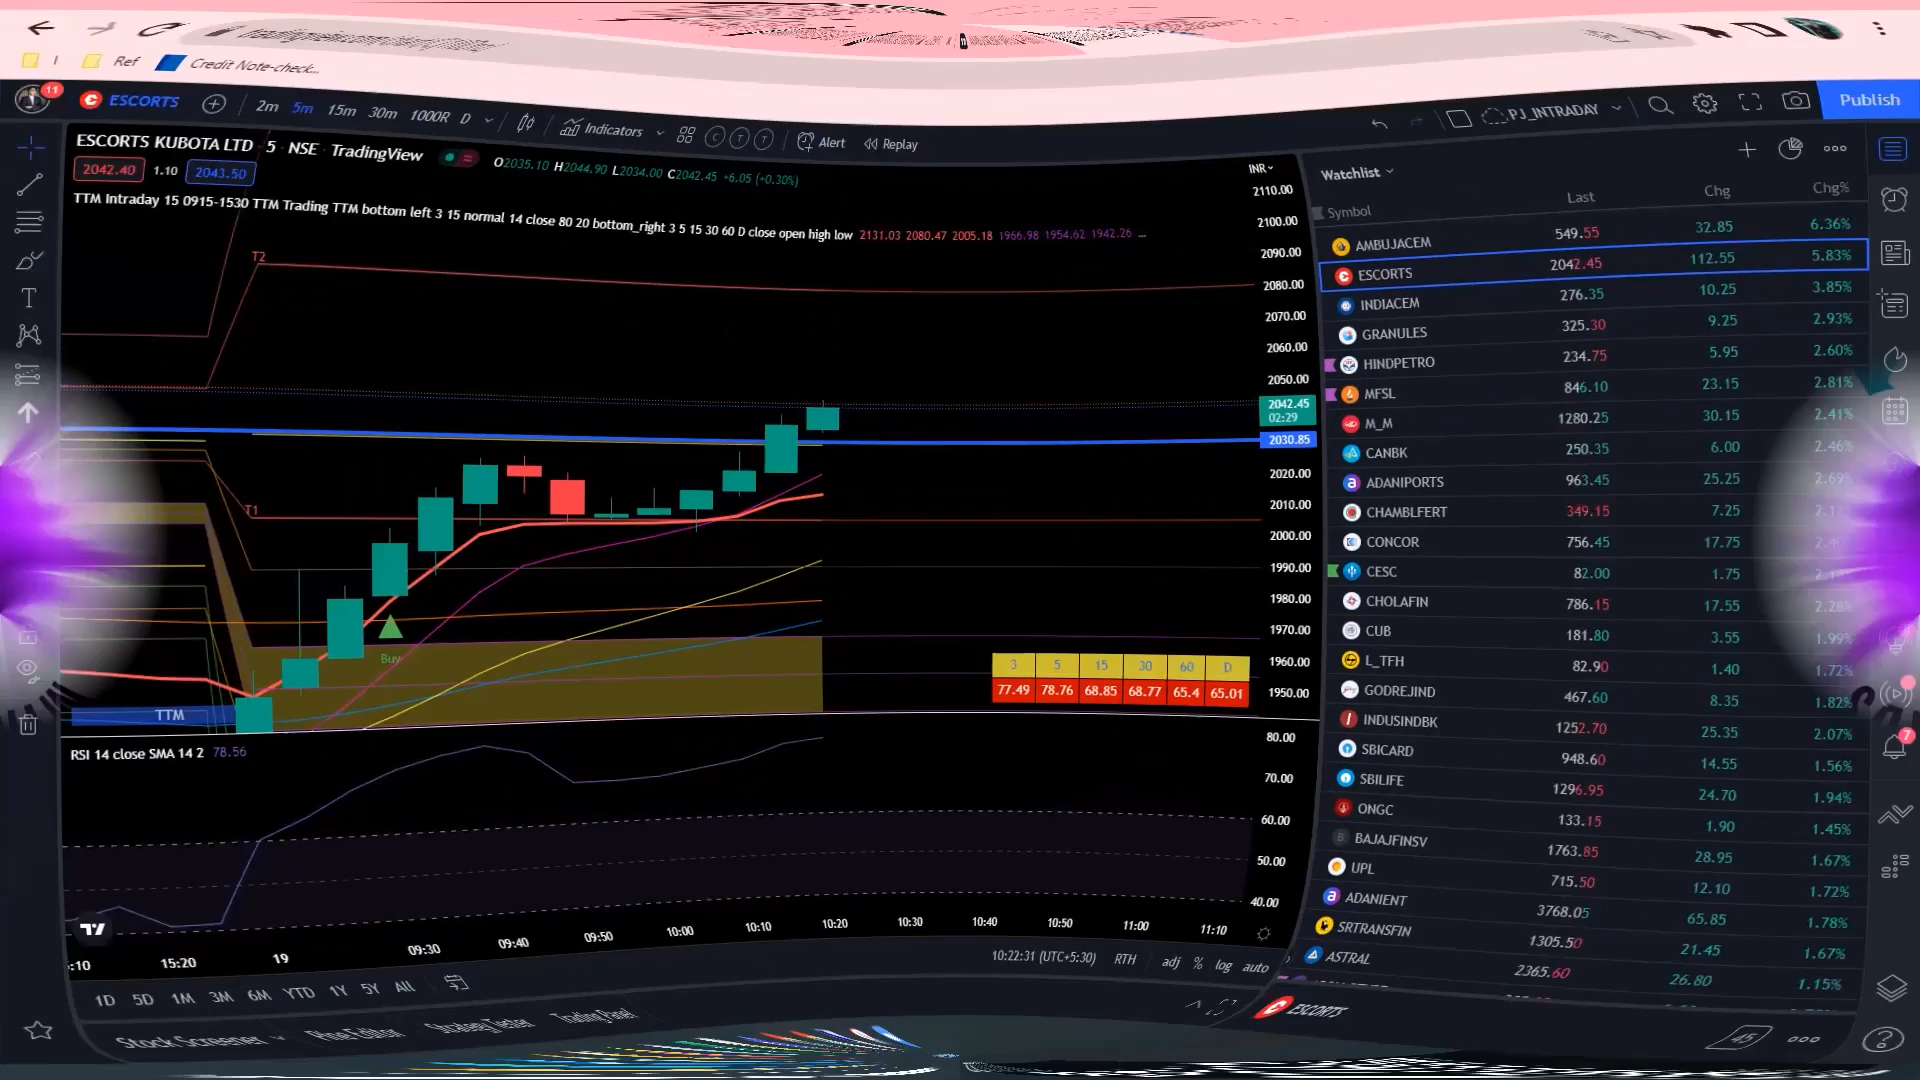 I Ref Credit Note-check...
11 ESCORTS 2m 5m 15m 30m 1000R D Indicators C T T Alert Replay PJ_INTRADAY Publish
ESCORTS KUBOTA LTD 5 NSE TradingView O2035.10 H2044.90 L2034.00 C2042.45 +6.05 (+0.30%)
2042.40 1.10 2043.50
TTM Intraday 15 0915-1530 TTM Trading TTM bottom left 3 15 normal 14 close 80 20 bottom_right 3 5 15 30 60 D close open high low 2131.03 2080.47 2005.18 1966.98 1954.62 1942.26 ...
T2
T1
Buy
TTM
INR
2110.00
2100.00
2090.00
2080.00
2070.00
2060.00
2050.00
2042.45
02:29
2030.85
2020.00
2010.00
2000.00
1990.00
1980.00
1970.00
1960.00
1950.00
3 5 15 30 60 D
77.49 78.76 68.85 68.77 65.4 65.01
RSI 14 close SMA 14 2 78.56
80.00
70.00
60.00
50.00
40.00
:10 15:20 19 09:30 09:40 09:50 10:00 10:10 10:20 10:30 10:40 10:50 11:00 11:10
10:22:31 (UTC+5:30) RTH adj % log auto
1D 5D 1M 3M 6M YTD 1Y 5Y All
Stock Screener Pine Editor Strategy Tester Trading Panel
Watchlist
Symbol Last Chg Chg%
AMBUJACEM 549.55 32.85 6.36%
ESCORTS 2042.45 112.55 5.83%
INDIACEM 276.35 10.25 3.85%
GRANULES 325.30 9.25 2.93%
HINDPETRO 234.75 5.95 2.60%
MFSL 846.10 23.15 2.81%
M_M 1280.25 30.15 2.41%
CANBK 250.35 6.00 2.46%
ADANIPORTS 963.45 25.25 2.69%
CHAMBLFERT 349.15 7.25
CONCOR 756.45 17.75
CESC 82.00 1.75
CHOLAFIN 786.15 17.55 2.28%
CUB 181.80 3.55 1.99%
L_TFH 82.90 1.40 1.72%
GODREJIND 467.60 8.35 1.82%
INDUSINDBK 1252.70 25.35 2.07%
SBICARD 948.60 14.55 1.56%
SBILIFE 1296.95 24.70 1.94%
ONGC 133.15 1.90 1.45%
BAJAJFINSV 1763.85 28.95 1.67%
UPL 715.50 12.10 1.72%
ADANIENT 3768.05 65.85 1.78%
SRTRANSFIN 1305.50 21.45 1.67%
ASTRAL 2365.60 26.80 1.15%
ESCORTS
7